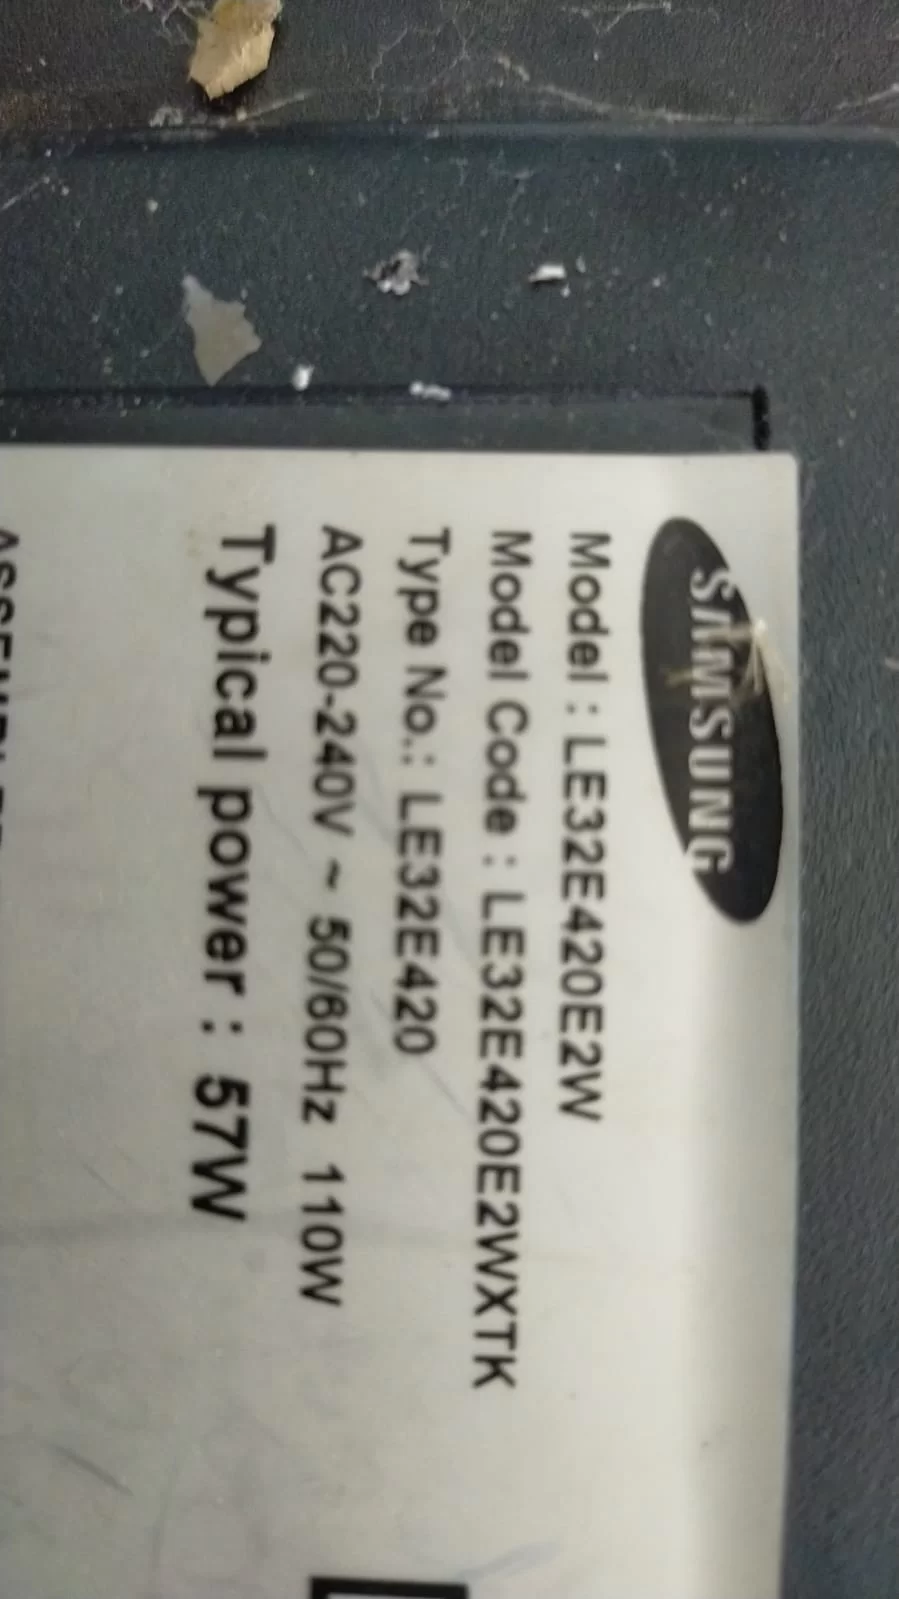 SAMSUNG
Model : LE32E420E2W
Model Code : LE32E420E2WXTK
Type No.: LE32E420
AC220-240V ~ 50/60Hz 110W
Typical power : 57W